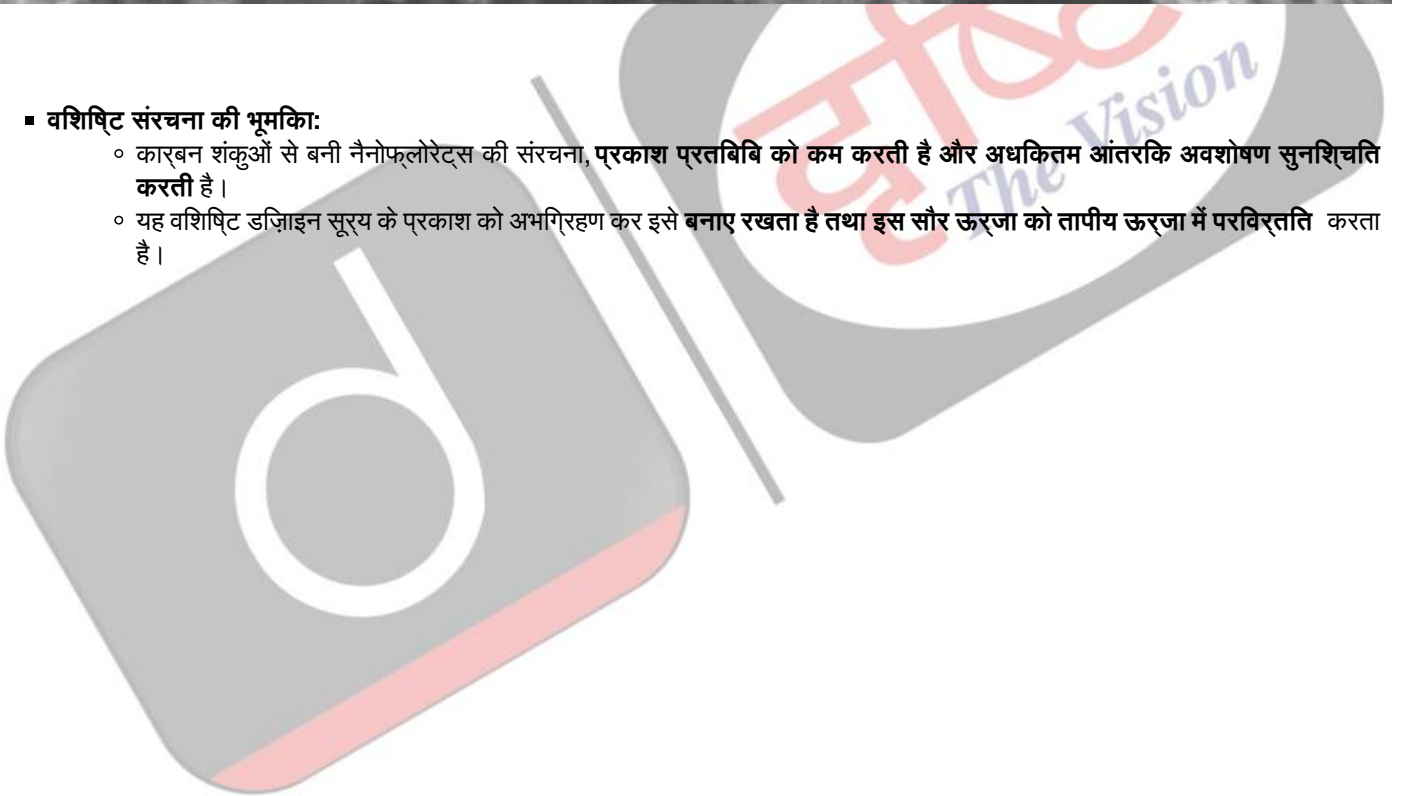 दृष्टि
The Vision
वशिष्टि संरचना की भूमकिा:
कार्बन शंकुओं से बनी नैनोफ्लोरेट्स की संरचना, प्रकाश प्रतबिबि को कम करती है और अधकितम आंतरकि अवशोषण सुनश्चिति
करती है।
यह वशिष्टि डज़िाइन सूर्य के प्रकाश को अभग्रिहण कर इसे बनाए रखता है तथा इस सौर ऊर्जा को तापीय ऊर्जा में परविर्तति करता
है।